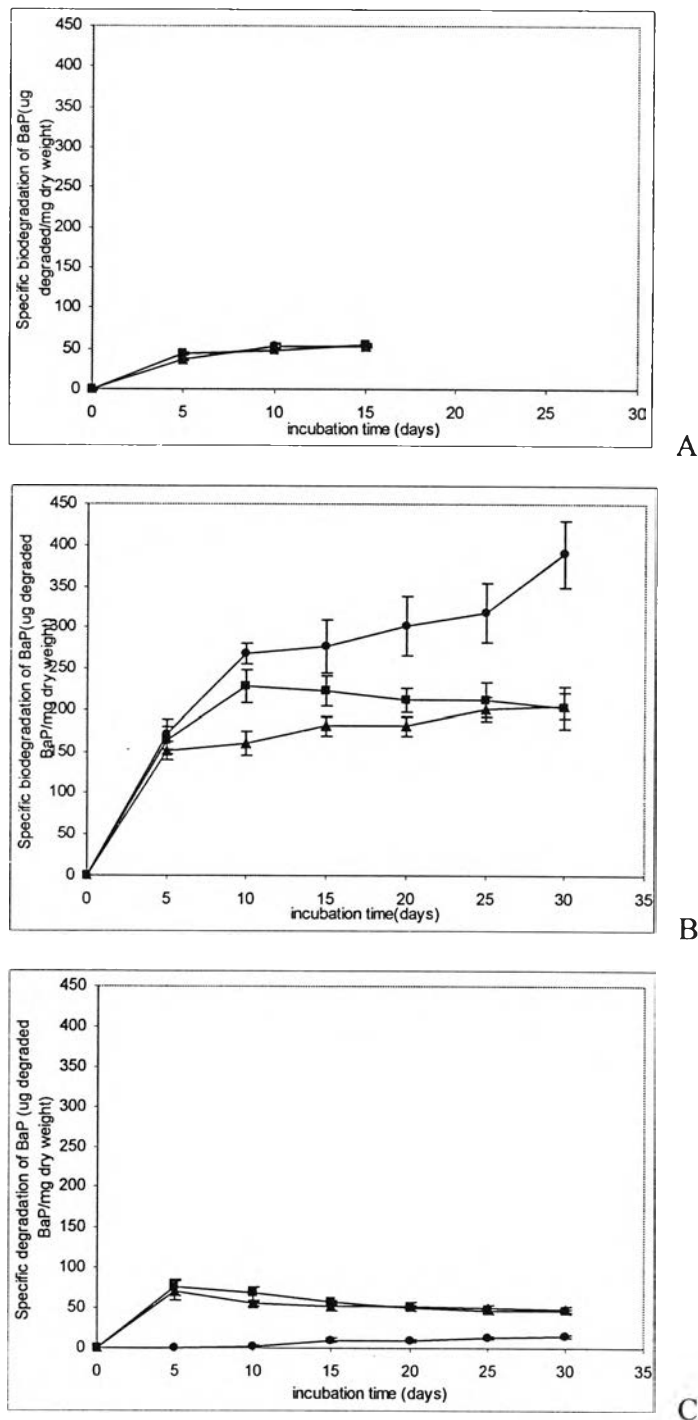 450
400
350
300
250
200
150
100
50
0
Specific biodegradation of BaP(ug
degraded/mg dry weight)
0 5 10 15 20 25 30
incubation time (days)
A
450
400
350
300
250
200
150
100
50
0
Specific biodegradation of BaP(ug degraded
BaP/mg dry weight)
0 5 10 15 20 25 30 35
incubation time(days)
B
450
400
350
300
250
200
150
100
50
0
Specific degradation of BaP (ug degraded
BaP/mg dry weight)
0 5 10 15 20 25 30 35
incubation time (days)
C